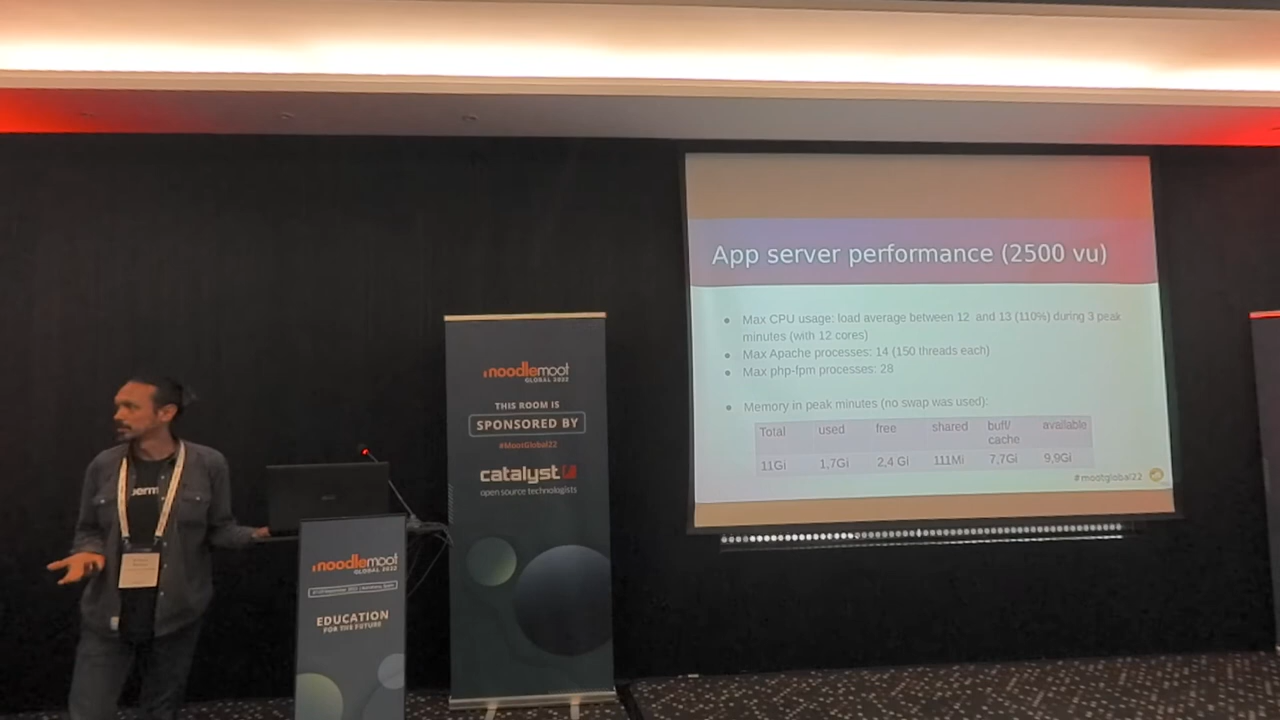 App server performance (2500 vu)
Max CPU usage: load average between 12 and 13 (110%) during 3 peak
minutes (with 12 cores)
Max Apache processes: 14 (150 threads each)
Max php-fpm processes: 28
Memory in peak minutes (no swap was used):
Total used free shared buff/ available
cache
11Gi 1,7Gi 2,4 Gi 111Mi 7,7Gi 9,9Gi
#mootglobal22
moodlemoot
GLOBAL 2022
THIS ROOM IS
SPONSORED BY
#MootGlobal22
catalyst
open source technologists
moodlemoot
GLOBAL 2022
EDUCATION
FOR THE FUTURE